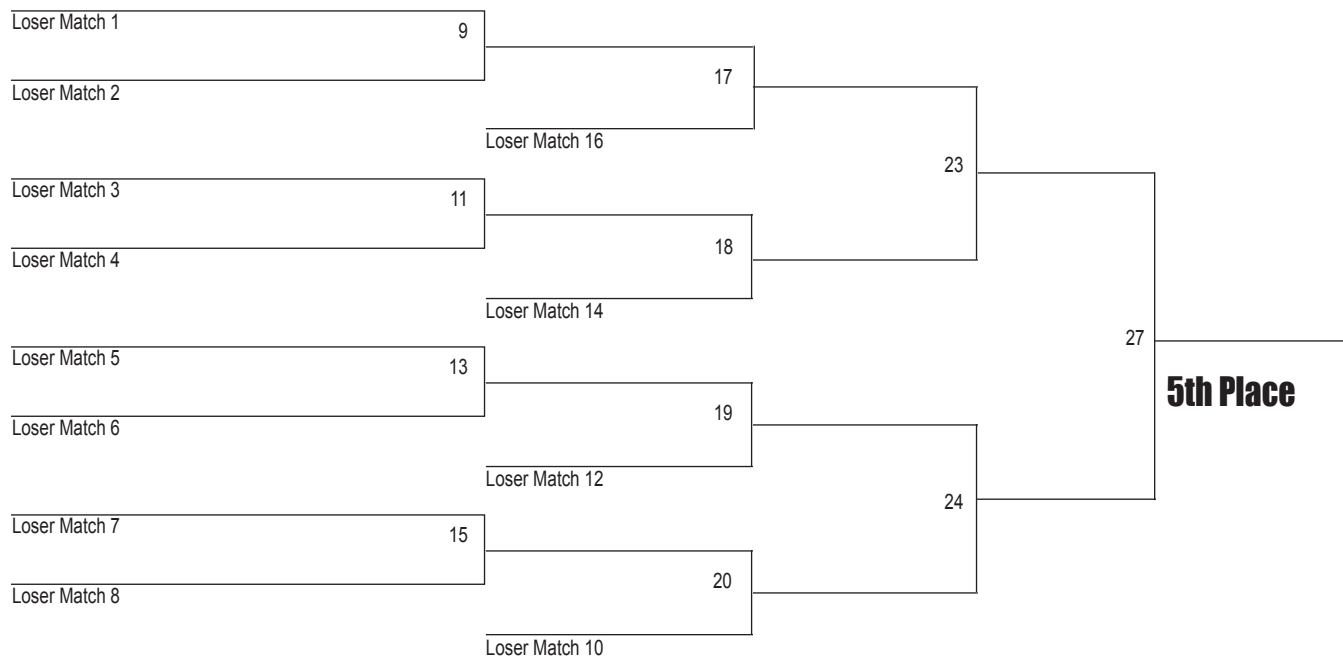 Loser Match 1
9
Loser Match 2
17
Loser Match 16
23
Loser Match 3
11
Loser Match 4
18
Loser Match 14
27
5th Place
Loser Match 5
13
Loser Match 6
19
Loser Match 12
24
Loser Match 7
15
Loser Match 8
20
Loser Match 10